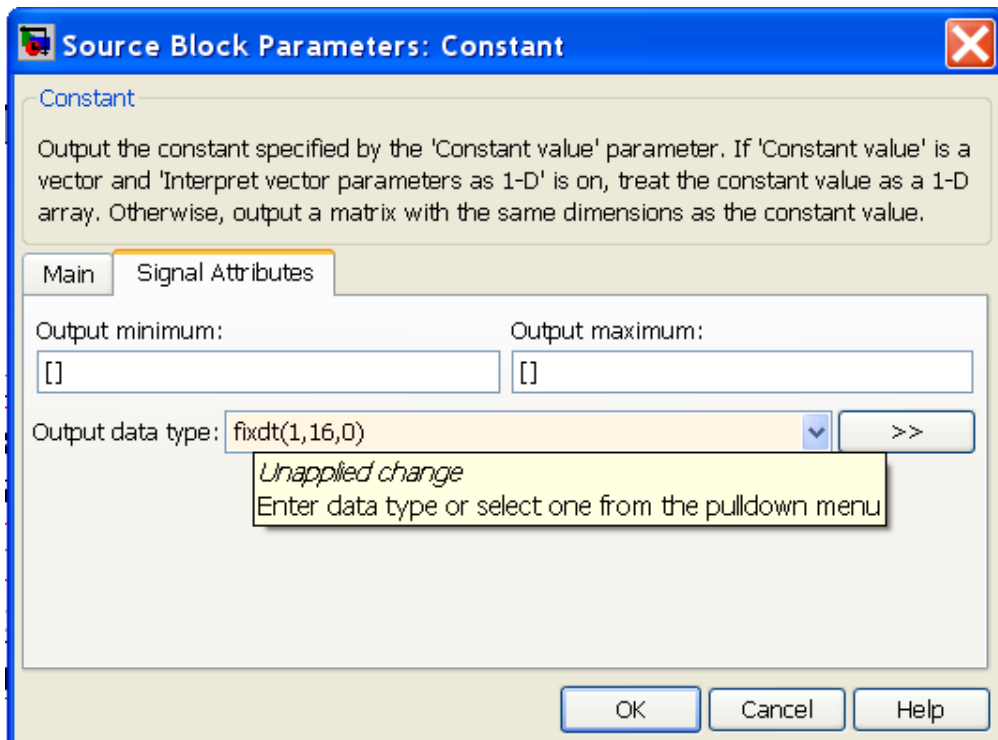 Source Block Parameters: Constant
Constant
Output the constant specified by the 'Constant value' parameter. If 'Constant value' is a
vector and 'Interpret vector parameters as 1-D' is on, treat the constant value as a 1-D
array. Otherwise, output a matrix with the same dimensions as the constant value.
Main Signal Attributes
Output minimum: Output maximum:
[] []
Output data type: fixdt(1,16,0) >>
Unapplied change
Enter data type or select one from the pulldown menu
OK Cancel Help